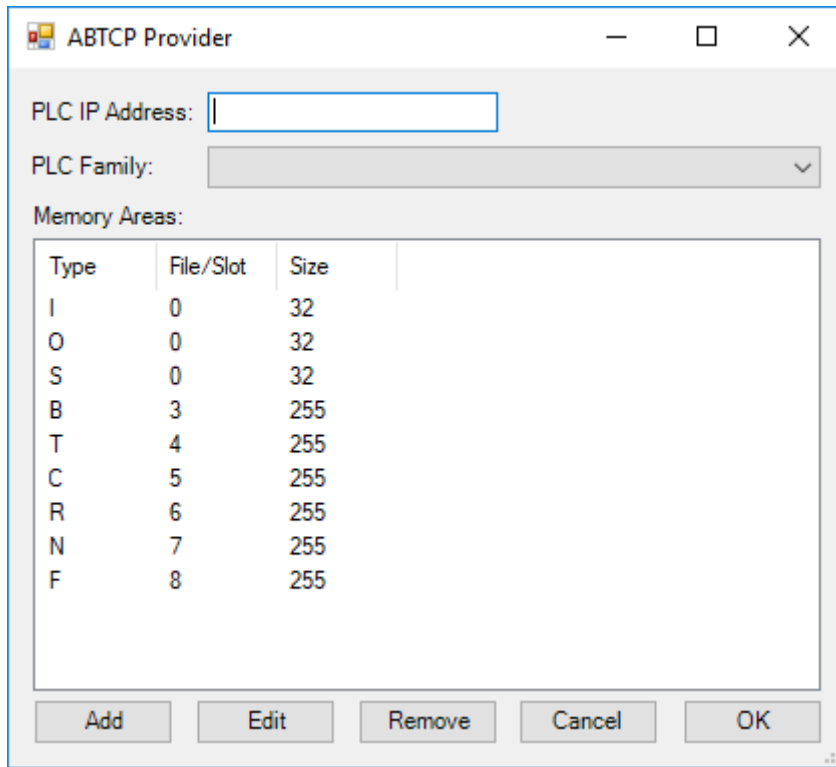 ABTCP Provider
PLC IP Address:
PLC Family:
Memory Areas:
Type File/Slot Size
I 0 32
O 0 32
S 0 32
B 3 255
T 4 255
C 5 255
R 6 255
N 7 255
F 8 255
Add Edit Remove Cancel OK